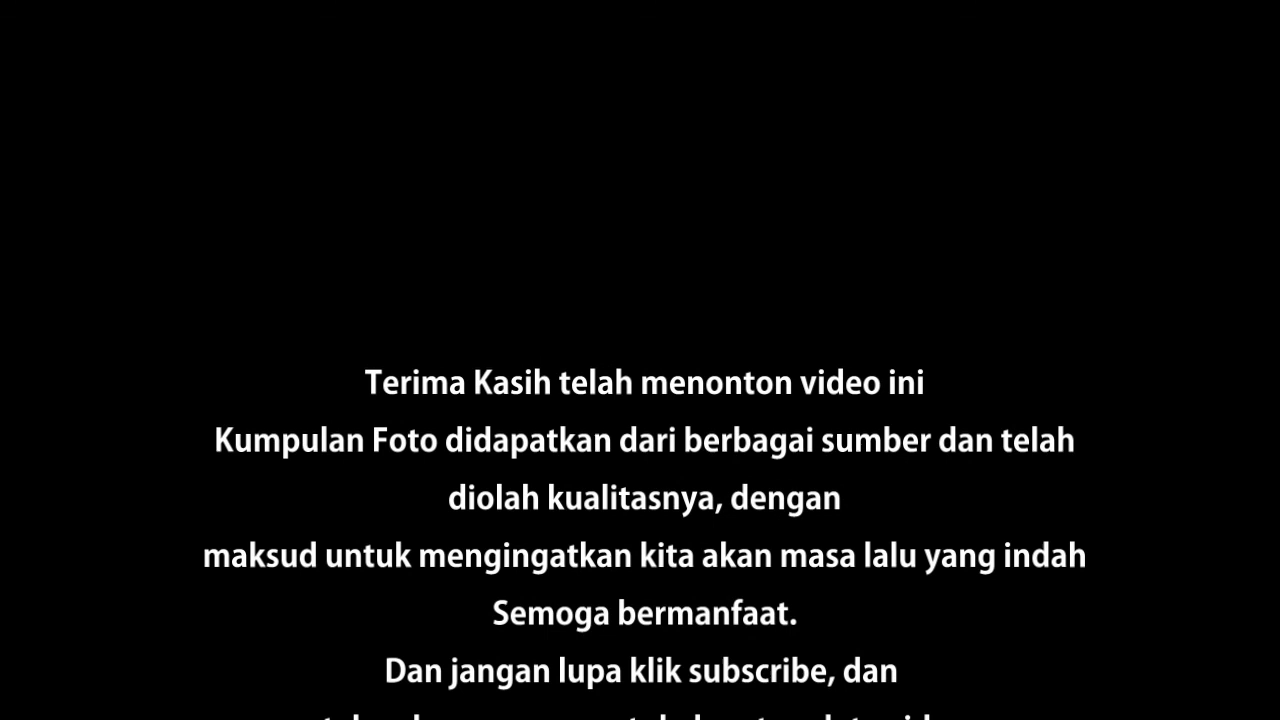 Terima Kasih telah menonton video ini
Kumpulan Foto didapatkan dari berbagai sumber dan telah
diolah kualitasnya, dengan
maksud untuk mengingatkan kita akan masa lalu yang indah
Semoga bermanfaat.
Dan jangan lupa klik subscribe, dan